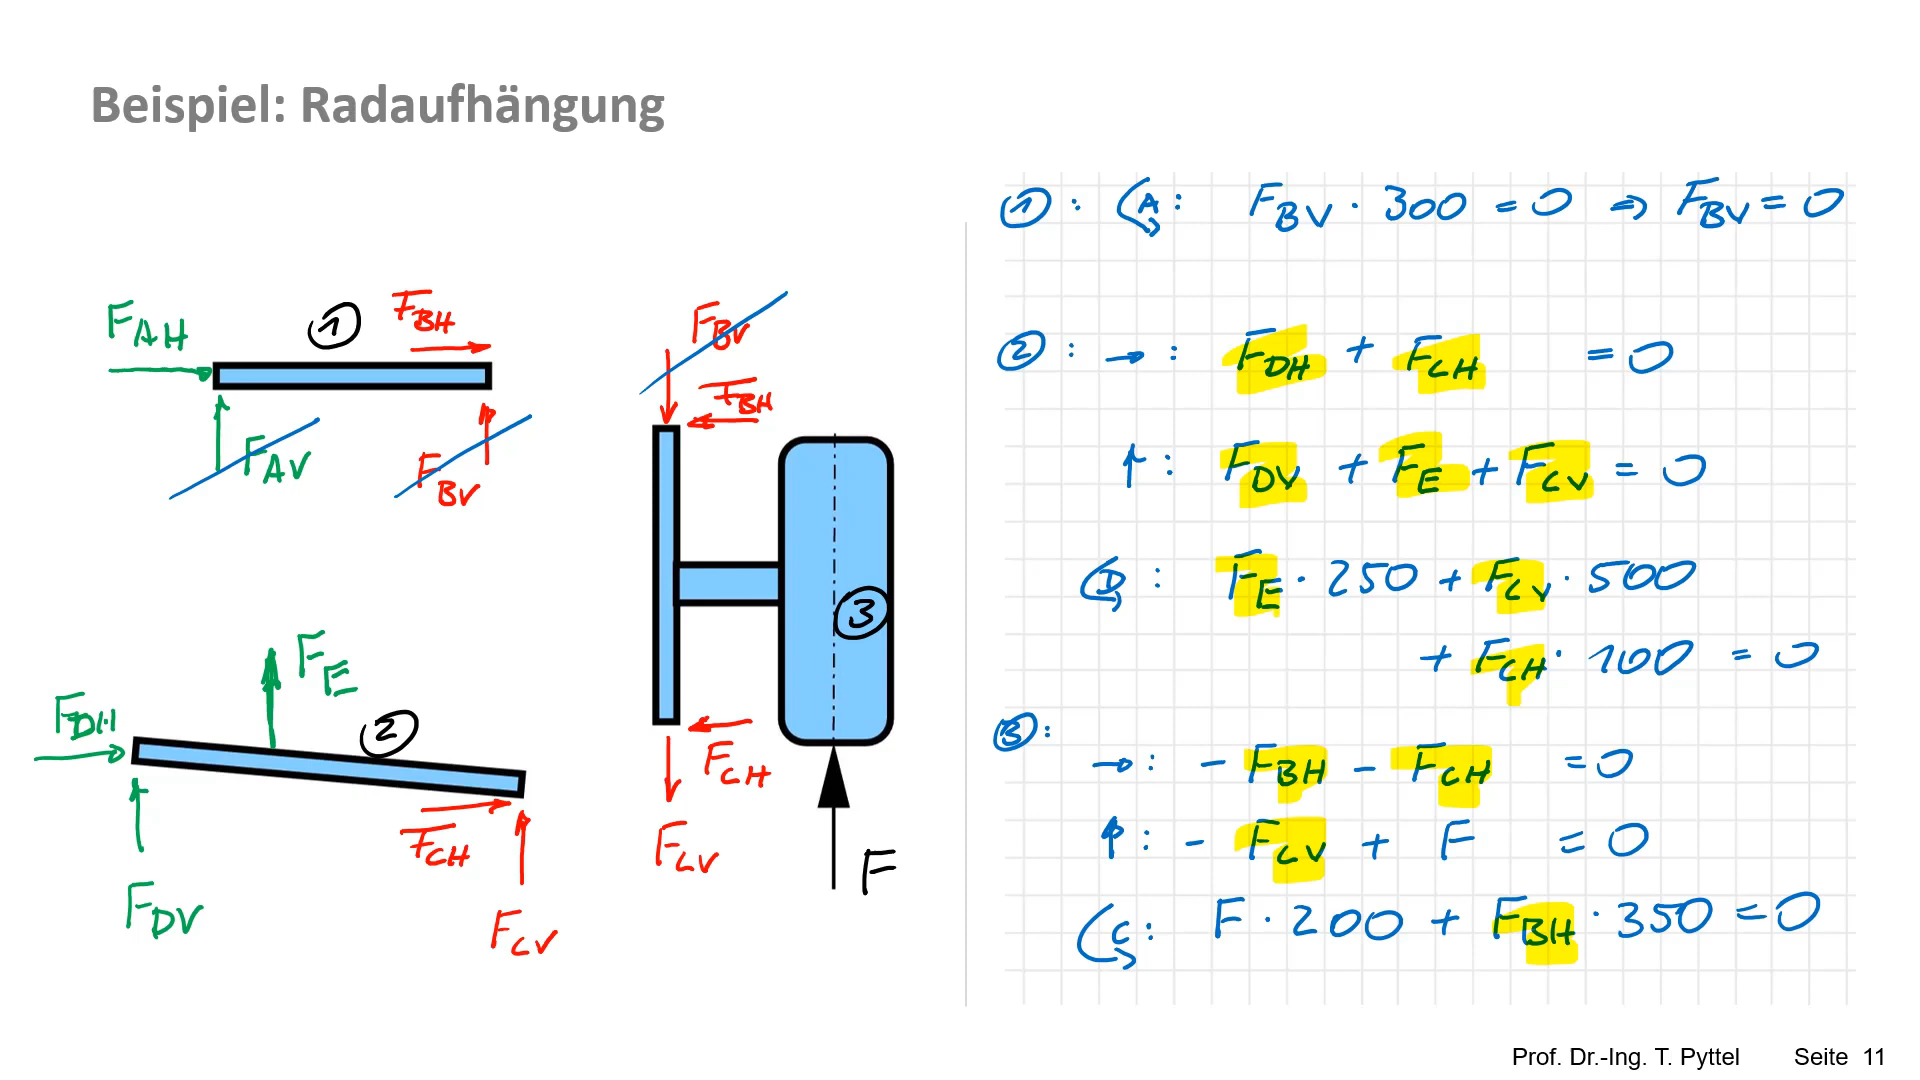 Beispiel: Radaufhängung
F_AH
1
F_BH
F_AV
F_BV
F_BV
F_BH
3
F_CH
F_CV
F
F_E
F_DH
2
F_CH
F_DV
F_CV
①: A: F_BV · 300 = 0 ⇒ F_BV = 0
②: →: F_DH + F_CH = 0
↑: F_DV + F_E + F_CV = 0
D: F_E · 250 + F_CV · 500
+ F_CH · 100 = 0
③:
→: - F_BH - F_CH = 0
↑: - F_CV + F = 0
C: F · 200 + F_BH · 350 = 0
Prof. Dr.-Ing. T. Pyttel Seite 11